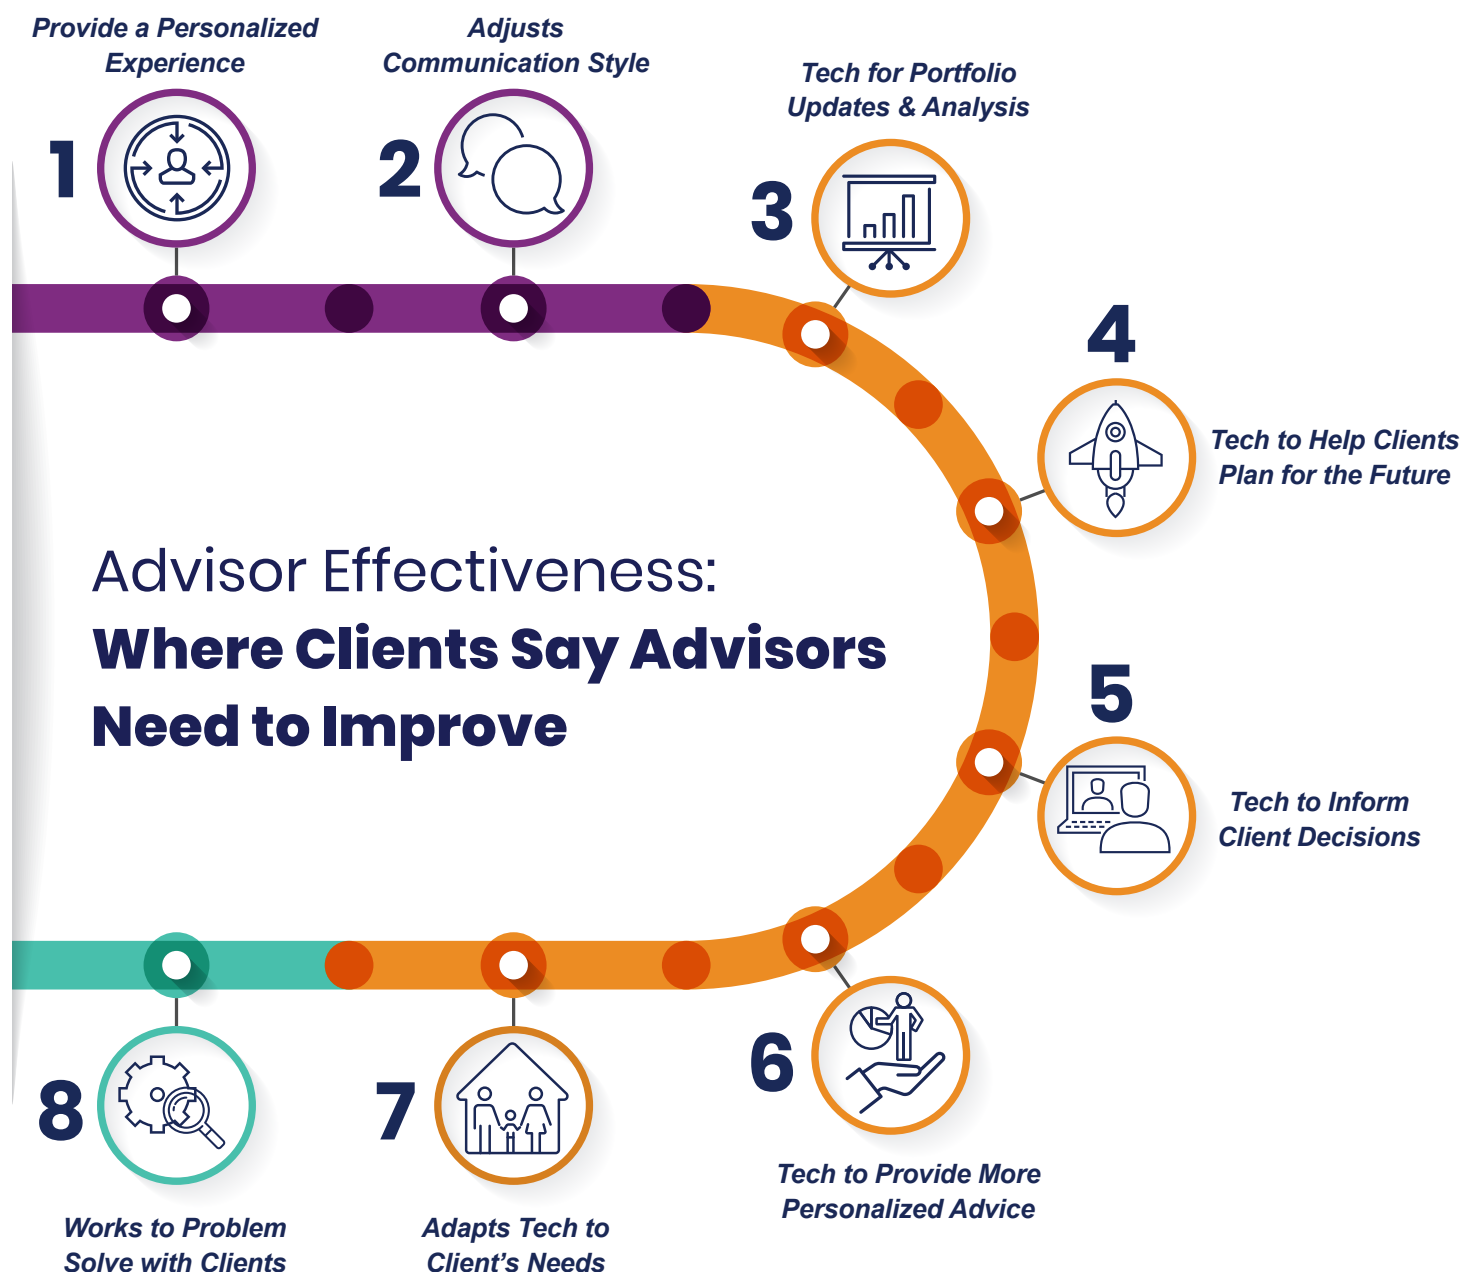 Provide a Personalized
Experience
1
Adjusts
Communication Style
2
Tech for Portfolio
Updates & Analysis
3
4
Tech to Help Clients
Plan for the Future
Advisor Effectiveness:
Where Clients Say Advisors
Need to Improve
5
Tech to Inform
Client Decisions
6
Tech to Provide More
Personalized Advice
7
Adapts Tech to
Client’s Needs
8
Works to Problem
Solve with Clients